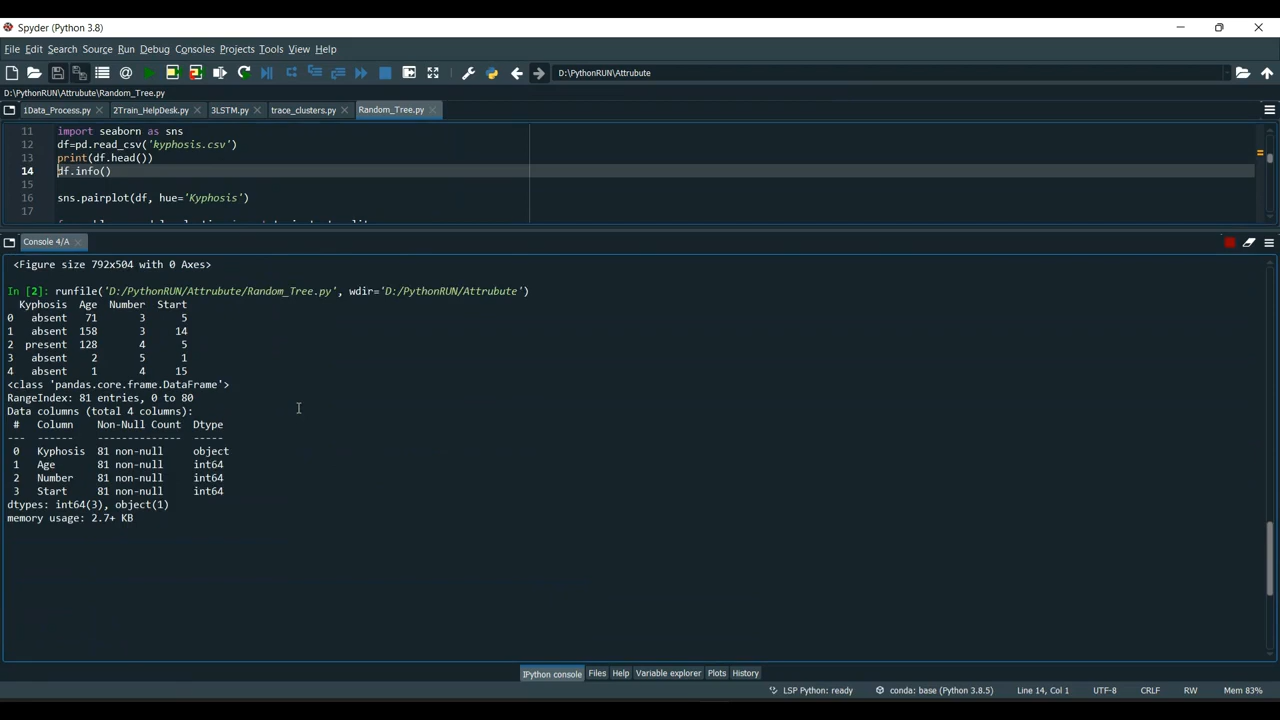 Spyder (Python 3.8)
File Edit Search Source Run Debug Consoles Projects Tools View Help
D:\PythonRUN\Attrubute
D:\PythonRUN\Attrubute\Random_Tree.py
1Data_Process.py 2Train_HelpDesk.py 3LSTM.py trace_clusters.py Random_Tree.py
11 import seaborn as sns
12 df=pd.read_csv('kyphosis.csv')
13 print(df.head())
14 df.info()
15
16 sns.pairplot(df, hue='Kyphosis')
17
Console 4/A
<Figure size 792x504 with 0 Axes>
In [2]: runfile('D:/PythonRUN/Attrubute/Random_Tree.py', wdir='D:/PythonRUN/Attrubute')
Kyphosis Age Number Start
0 absent 71 3 5
1 absent 158 3 14
2 present 128 4 5
3 absent 2 5 1
4 absent 1 4 15
<class 'pandas.core.frame.DataFrame'>
RangeIndex: 81 entries, 0 to 80
Data columns (total 4 columns):
# Column Non-Null Count Dtype
--- ------ -------------- -----
0 Kyphosis 81 non-null object
1 Age 81 non-null int64
2 Number 81 non-null int64
3 Start 81 non-null int64
dtypes: int64(3), object(1)
memory usage: 2.7+ KB
IPython console Files Help Variable explorer Plots History
LSP Python: ready conda: base (Python 3.8.5) Line 14, Col 1 UTF-8 CRLF RW Mem 83%